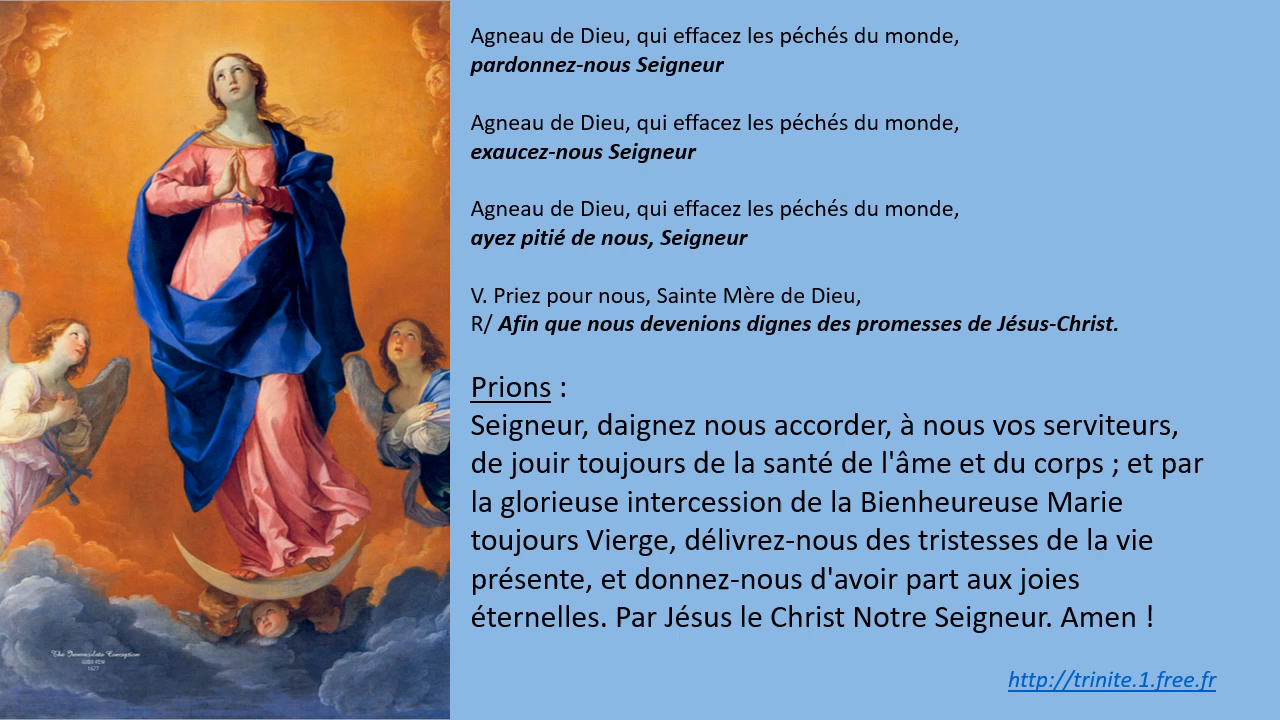 Agneau de Dieu, qui effacez les péchés du monde,
pardonnez-nous Seigneur
Agneau de Dieu, qui effacez les péchés du monde,
exaucez-nous Seigneur
Agneau de Dieu, qui effacez les péchés du monde,
ayez pitié de nous, Seigneur
V. Priez pour nous, Sainte Mère de Dieu,
R/ Afin que nous devenions dignes des promesses de Jésus-Christ.
Prions :
Seigneur, daignez nous accorder, à nous vos serviteurs,
de jouir toujours de la santé de l'âme et du corps ; et par
la glorieuse intercession de la Bienheureuse Marie
toujours Vierge, délivrez-nous des tristesses de la vie
présente, et donnez-nous d'avoir part aux joies
éternelles. Par Jésus le Christ Notre Seigneur. Amen !
The Immaculate Conception
GUIDO RENI
1627
http://trinite.1.free.fr